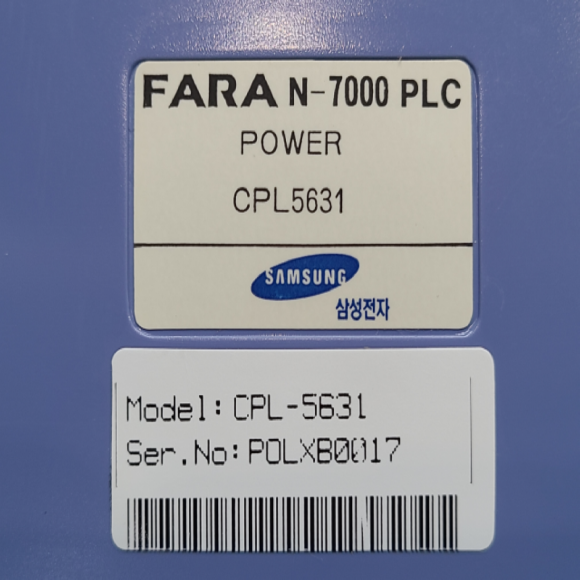 FARA N-7000 PLC
POWER
CPL5631
SAMSUNG
삼성전자
Model: CPL-5631
Ser.No: POLXB0017